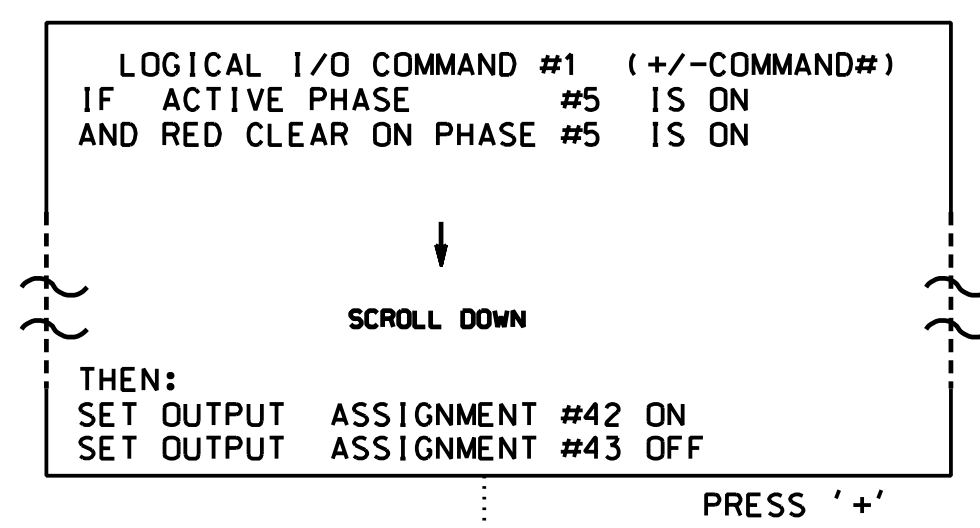 LOGICAL I/O COMMAND #1 (+/-COMMAND#)
IF ACTIVE PHASE #5 IS ON
AND RED CLEAR ON PHASE #5 IS ON
SCROLL DOWN
THEN:
SET OUTPUT ASSIGNMENT #42 ON
SET OUTPUT ASSIGNMENT #43 OFF
PRESS '+'